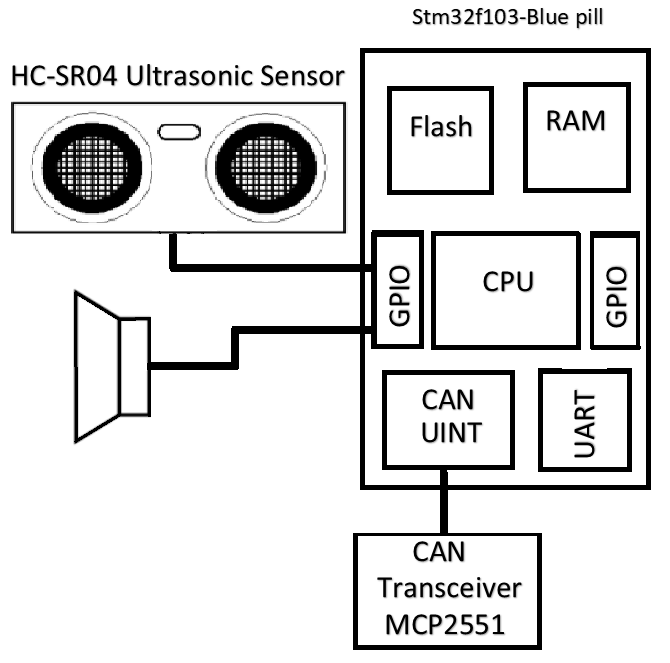 Stm32f103-Blue pill
HC-SR04 Ultrasonic Sensor
Flash
RAM
GPIO
CPU
GPIO
CAN
UINT
UART
CAN
Transceiver
MCP2551